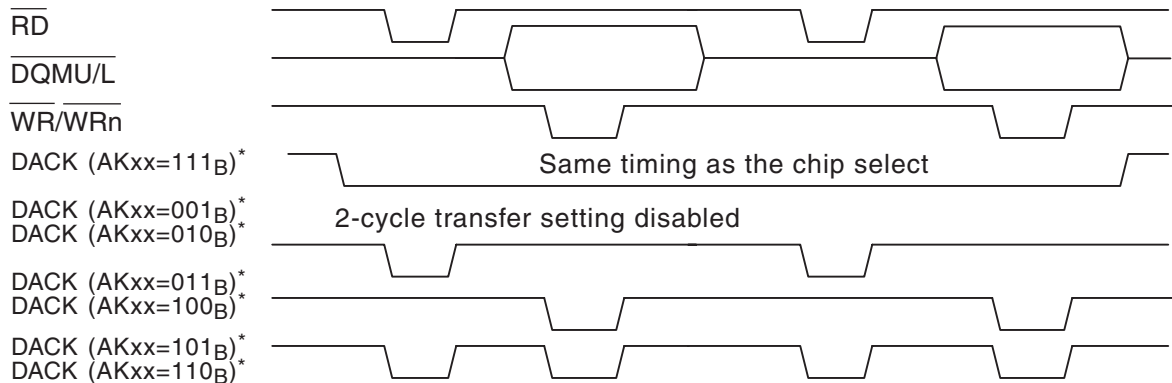 RD
DQMU/L
WR/WRn
DACK (AKxx=111B)*
Same timing as the chip select
DACK (AKxx=001B)*
DACK (AKxx=010B)*
2-cycle transfer setting disabled
DACK (AKxx=011B)*
DACK (AKxx=100B)*
DACK (AKxx=101B)*
DACK (AKxx=110B)*